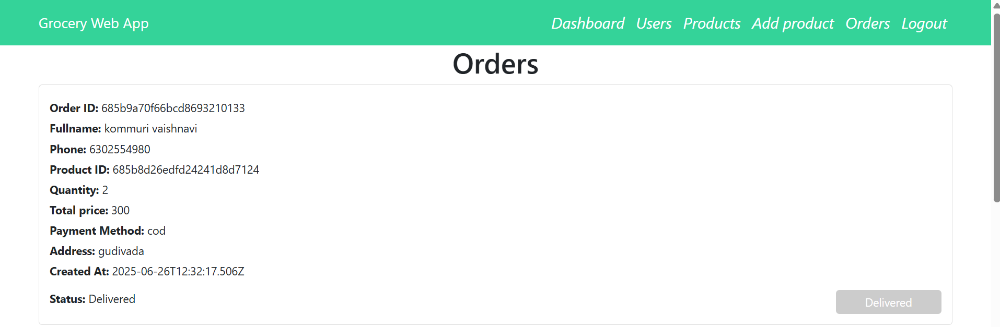 Grocery Web App
Dashboard Users Products Add product Orders Logout
Orders
Order ID: 685b9a70f66bcd8693210133
Fullname: kommuri vaishnavi
Phone: 6302554980
Product ID: 685b8d26edfd24241d8d7124
Quantity: 2
Total price: 300
Payment Method: cod
Address: gudivada
Created At: 2025-06-26T12:32:17.506Z
Status: Delivered
Delivered